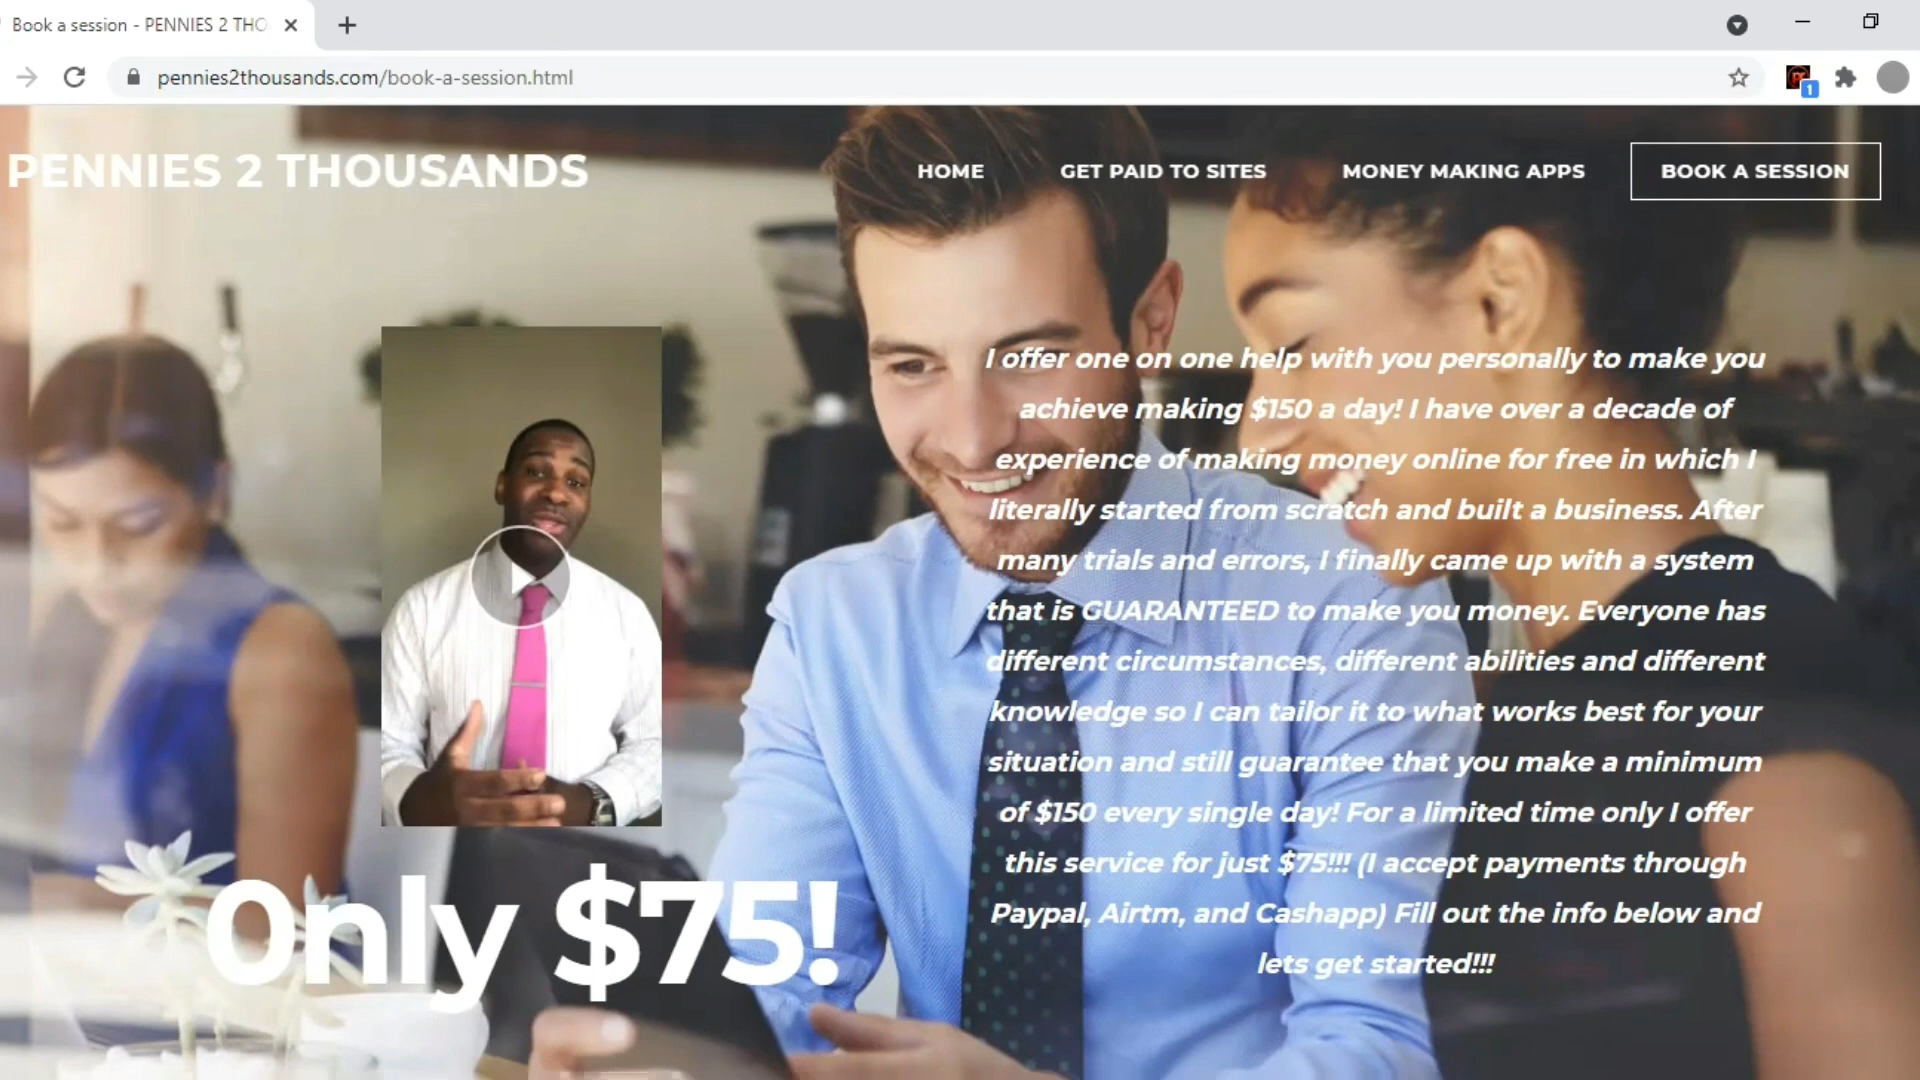 Book a session - PENNIES 2 THO
pennies2thousands.com/book-a-session.html
1
PENNIES 2 THOUSANDS
HOME
GET PAID TO SITES
MONEY MAKING APPS
BOOK A SESSION
I offer one on one help with you personally to make you
achieve making $150 a day! I have over a decade of
experience of making money online for free in which I
literally started from scratch and built a business. After
many trials and errors, I finally came up with a system
that is GUARANTEED to make you money. Everyone has
different circumstances, different abilities and different
knowledge so I can tailor it to what works best for your
situation and still guarantee that you make a minimum
of $150 every single day! For a limited time only I offer
this service for just $75!!! (I accept payments through
Paypal, Airtm, and Cashapp) Fill out the info below and
lets get started!!!
Only $75!